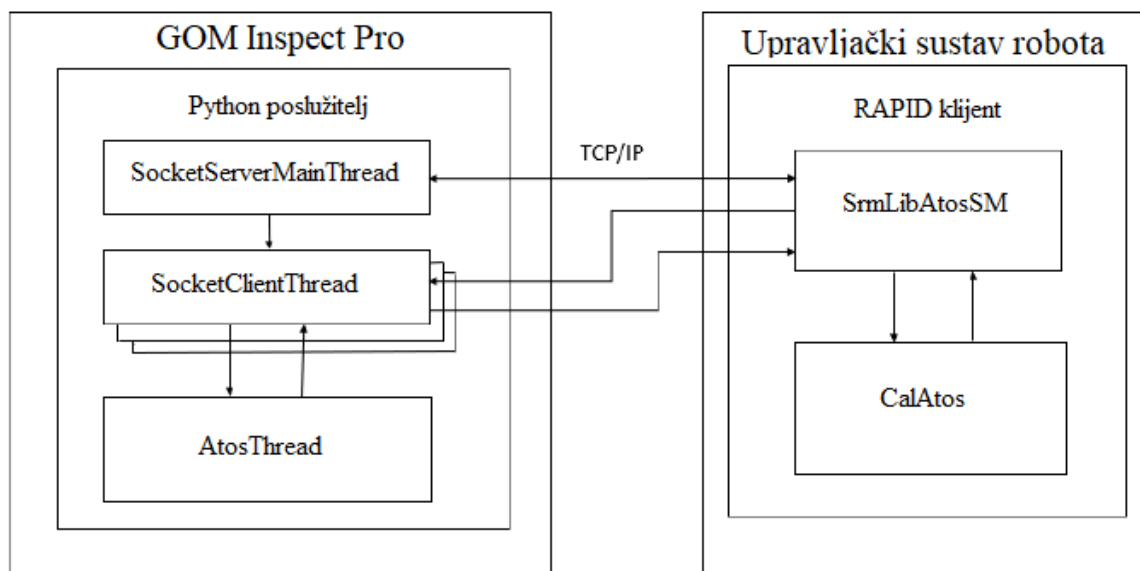 GOM Inspect Pro
Python poslužitelj
SocketServerMainThread
SocketClientThread
AtosThread
TCP/IP
Upravljački sustav robota
RAPID klijent
SrmLibAtosSM
CalAtos